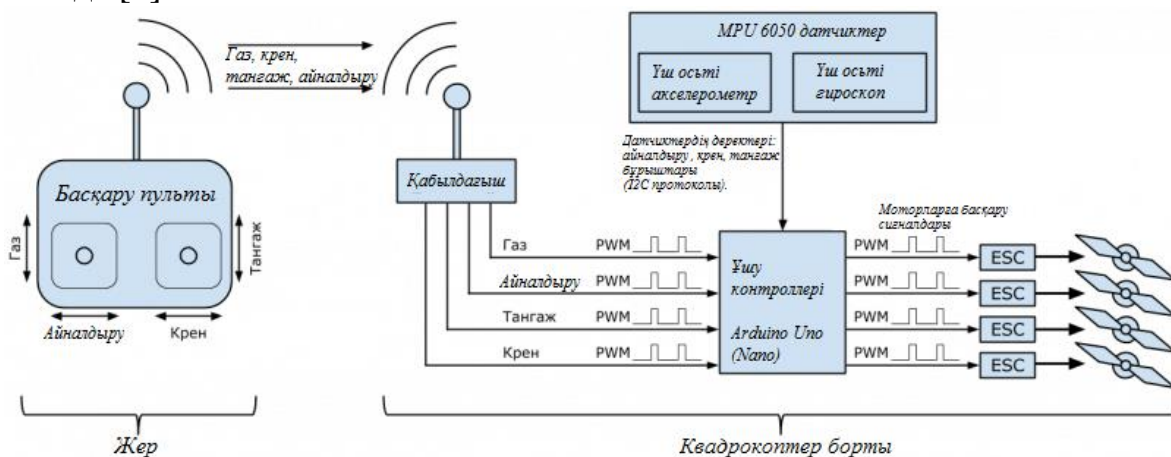 MPU 6050 датчиктер
Үш осьті
акселерометр
Үш осьті
гироскоп
Газ, крен,
тангаж, айналдыру
Датчиктердің деректері:
айналдыру, крен, тангаж
бұрыштары
(I2C протоколы).
Басқару пульты
Газ
Тангаж
Айналдыру
Крен
Қабылдағыш
Моторларға басқару
сигналдары
Газ
PWM
Айналдыру
PWM
Тангаж
PWM
Крен
PWM
Ұшу
контроллері
Arduino Uno
(Nano)
PWM
ESC
PWM
ESC
PWM
ESC
PWM
ESC
Жер
Квадрокоптер борты